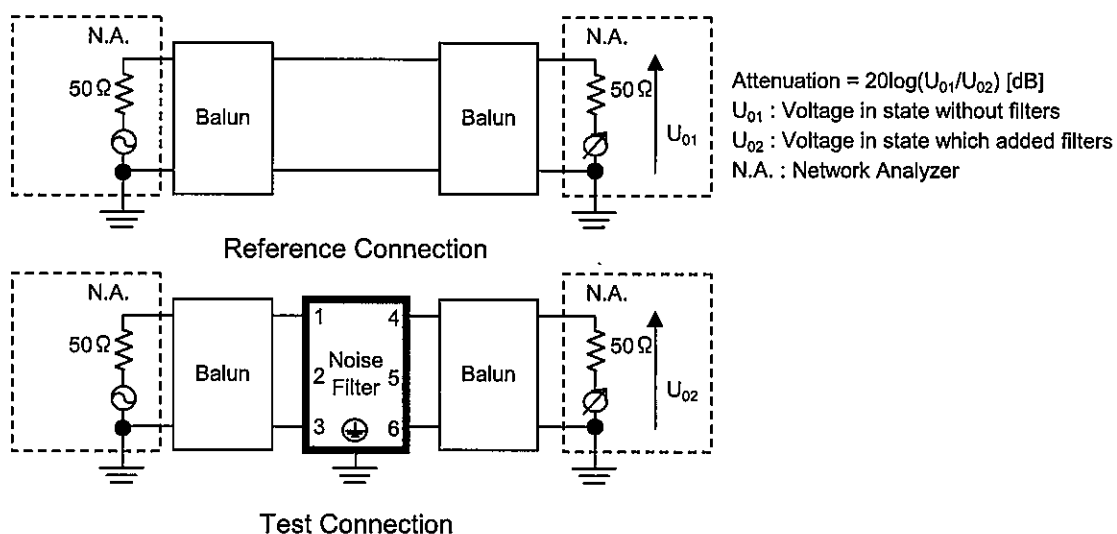 N.A.
50Ω
Balun
Balun
N.A.
50Ω
U01
Attenuation = 20log(U01/U02) [dB]
U01 : Voltage in state without filters
U02 : Voltage in state which added filters
N.A. : Network Analyzer
Reference Connection
N.A.
50Ω
Balun
1 4
2 Noise 5
Filter
3 6
Balun
N.A.
50Ω
U02
Test Connection